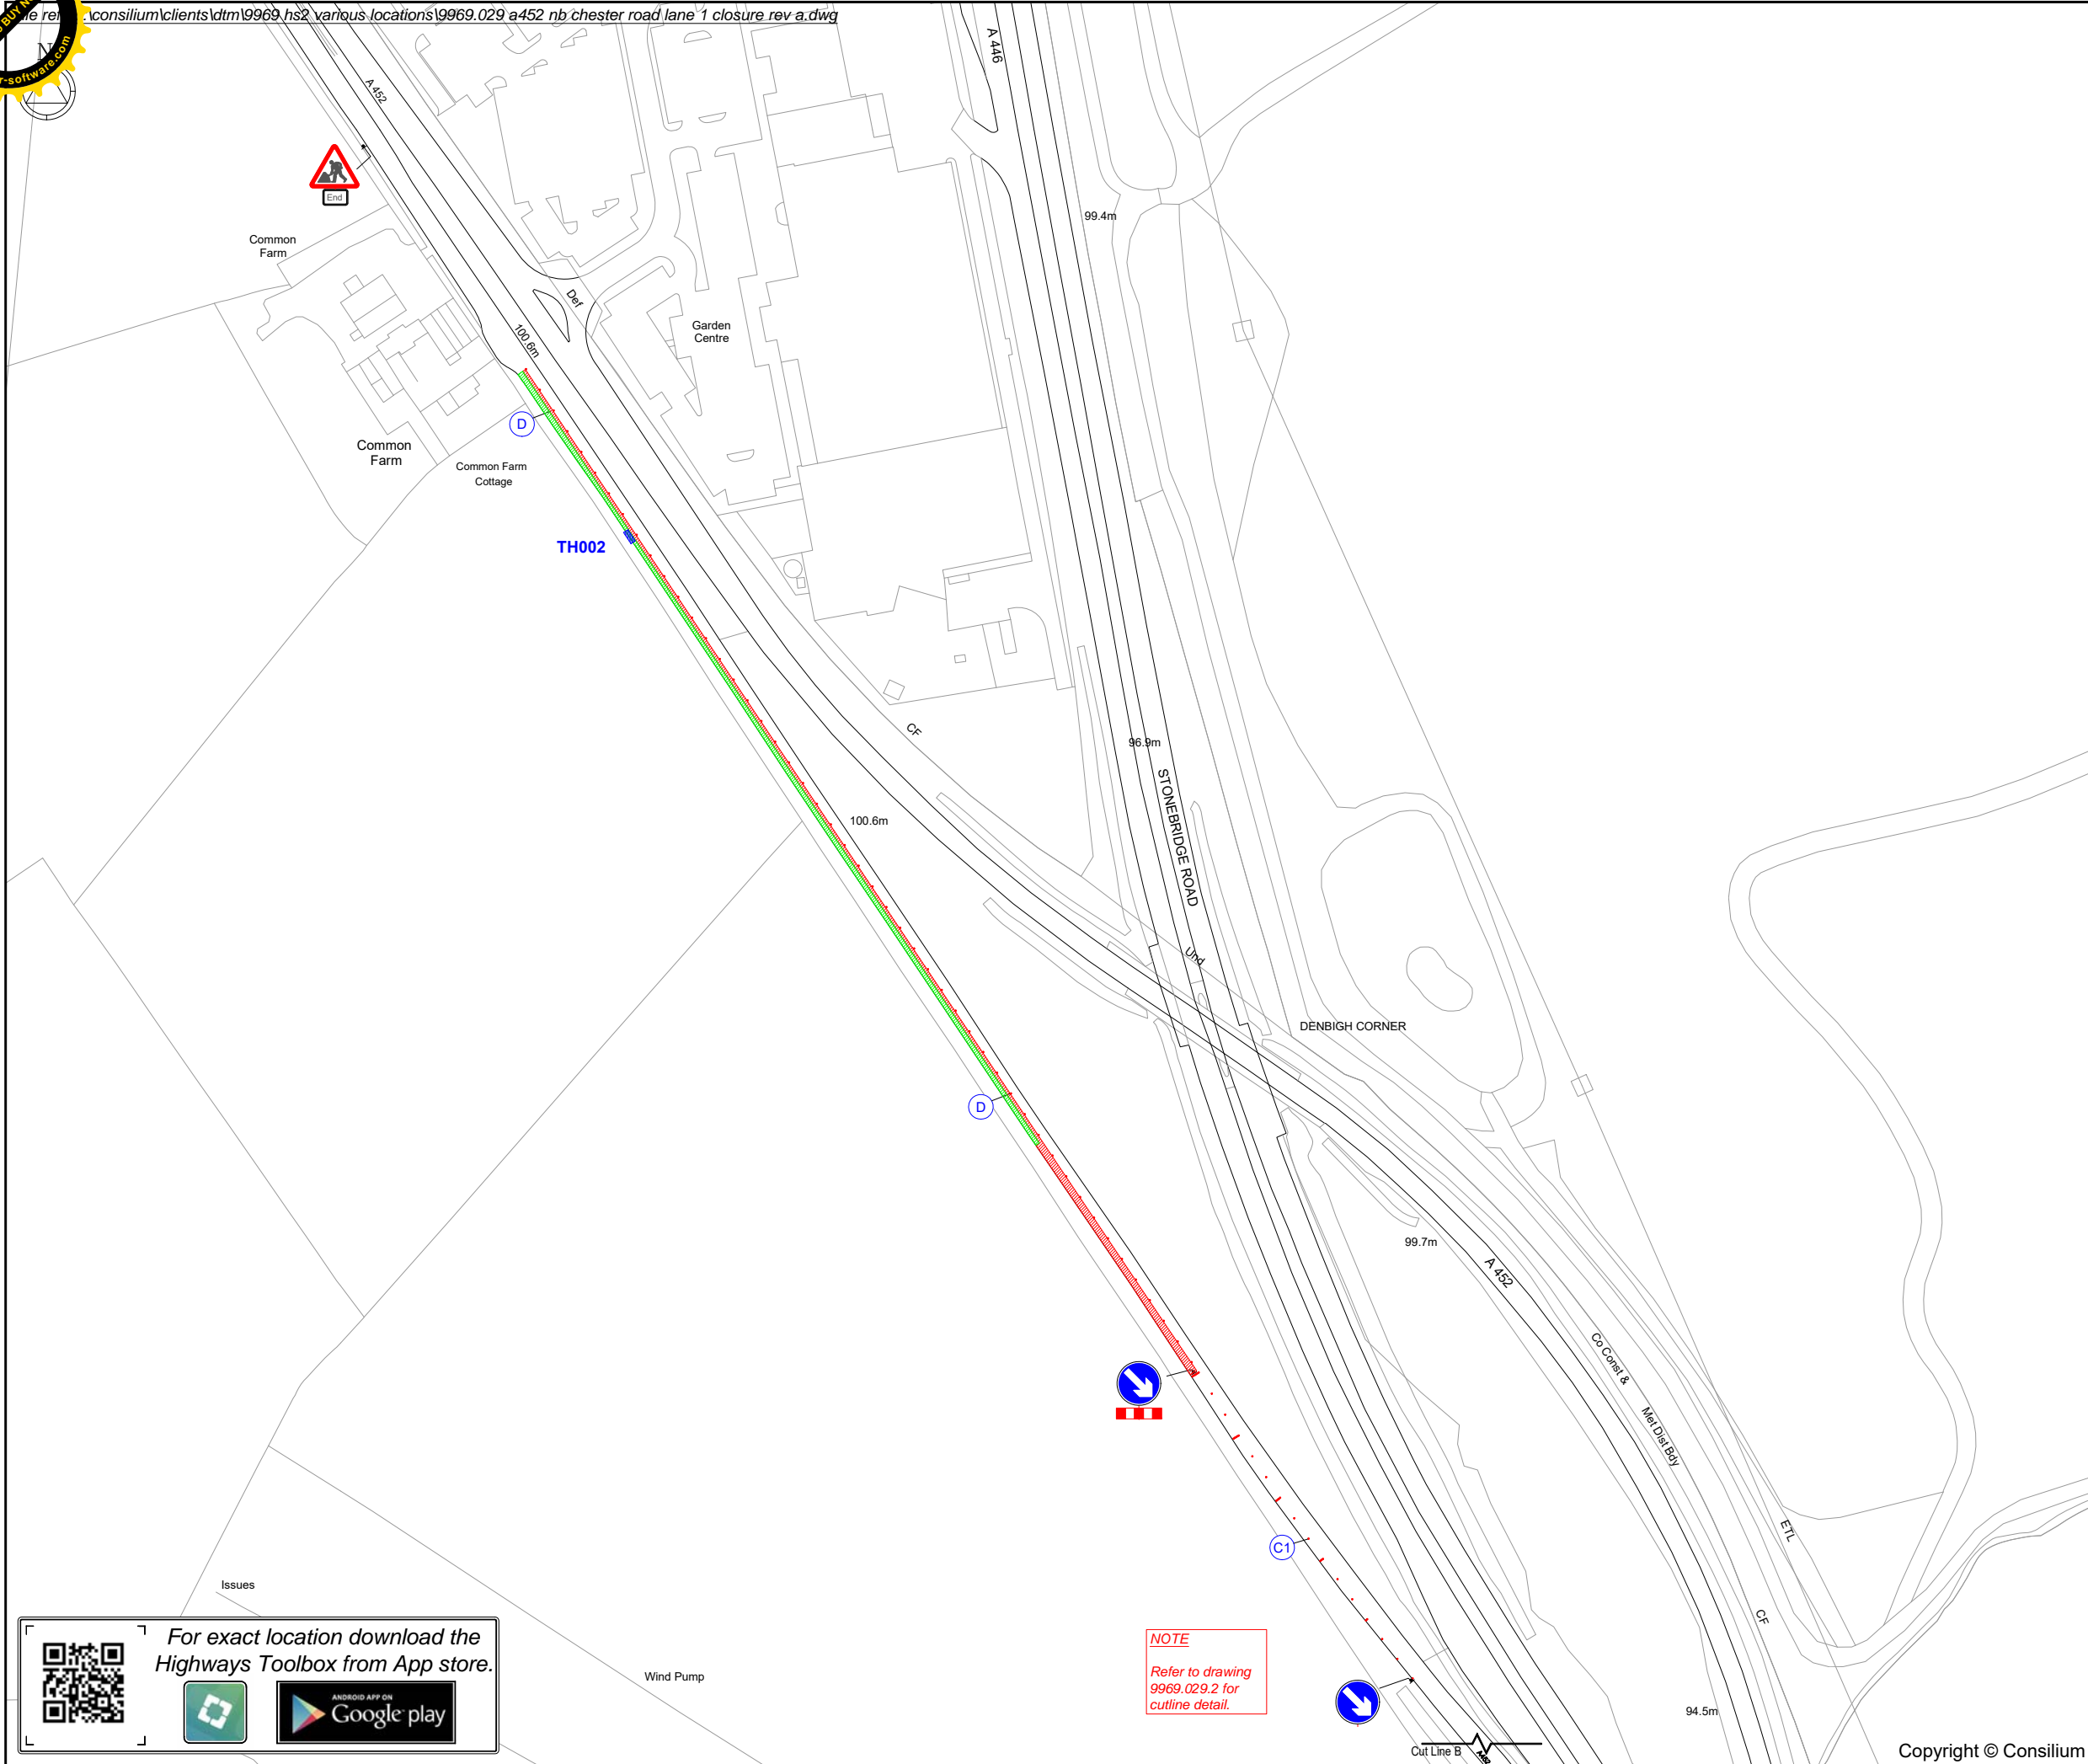 \consilium\clients\dtm\9969 hs2 various locations\9969.029 a452 nb chester road lane 1 closure rev a.dwg
BUY N
r-software.com
N
A 452
A 446
End
99.4m
Common
Farm
Def
100.6m
Garden
Centre
D
Common
Farm
Common Farm
Cottage
TH002
CF
96.9m
STONEBRIDGE ROAD
100.6m
Und
DENBIGH CORNER
D
99.7m
A 452
Co Const &
Met Dist Bdy
ETL
C1
CF
Issues
For exact location download the
Highways Toolbox from App store.
ANDROID APP ON
Google play
Wind Pump
NOTE
Refer to drawing
9969.029.2 for
cutline detail.
94.5m
Cut Line B
Copyright © Consilium